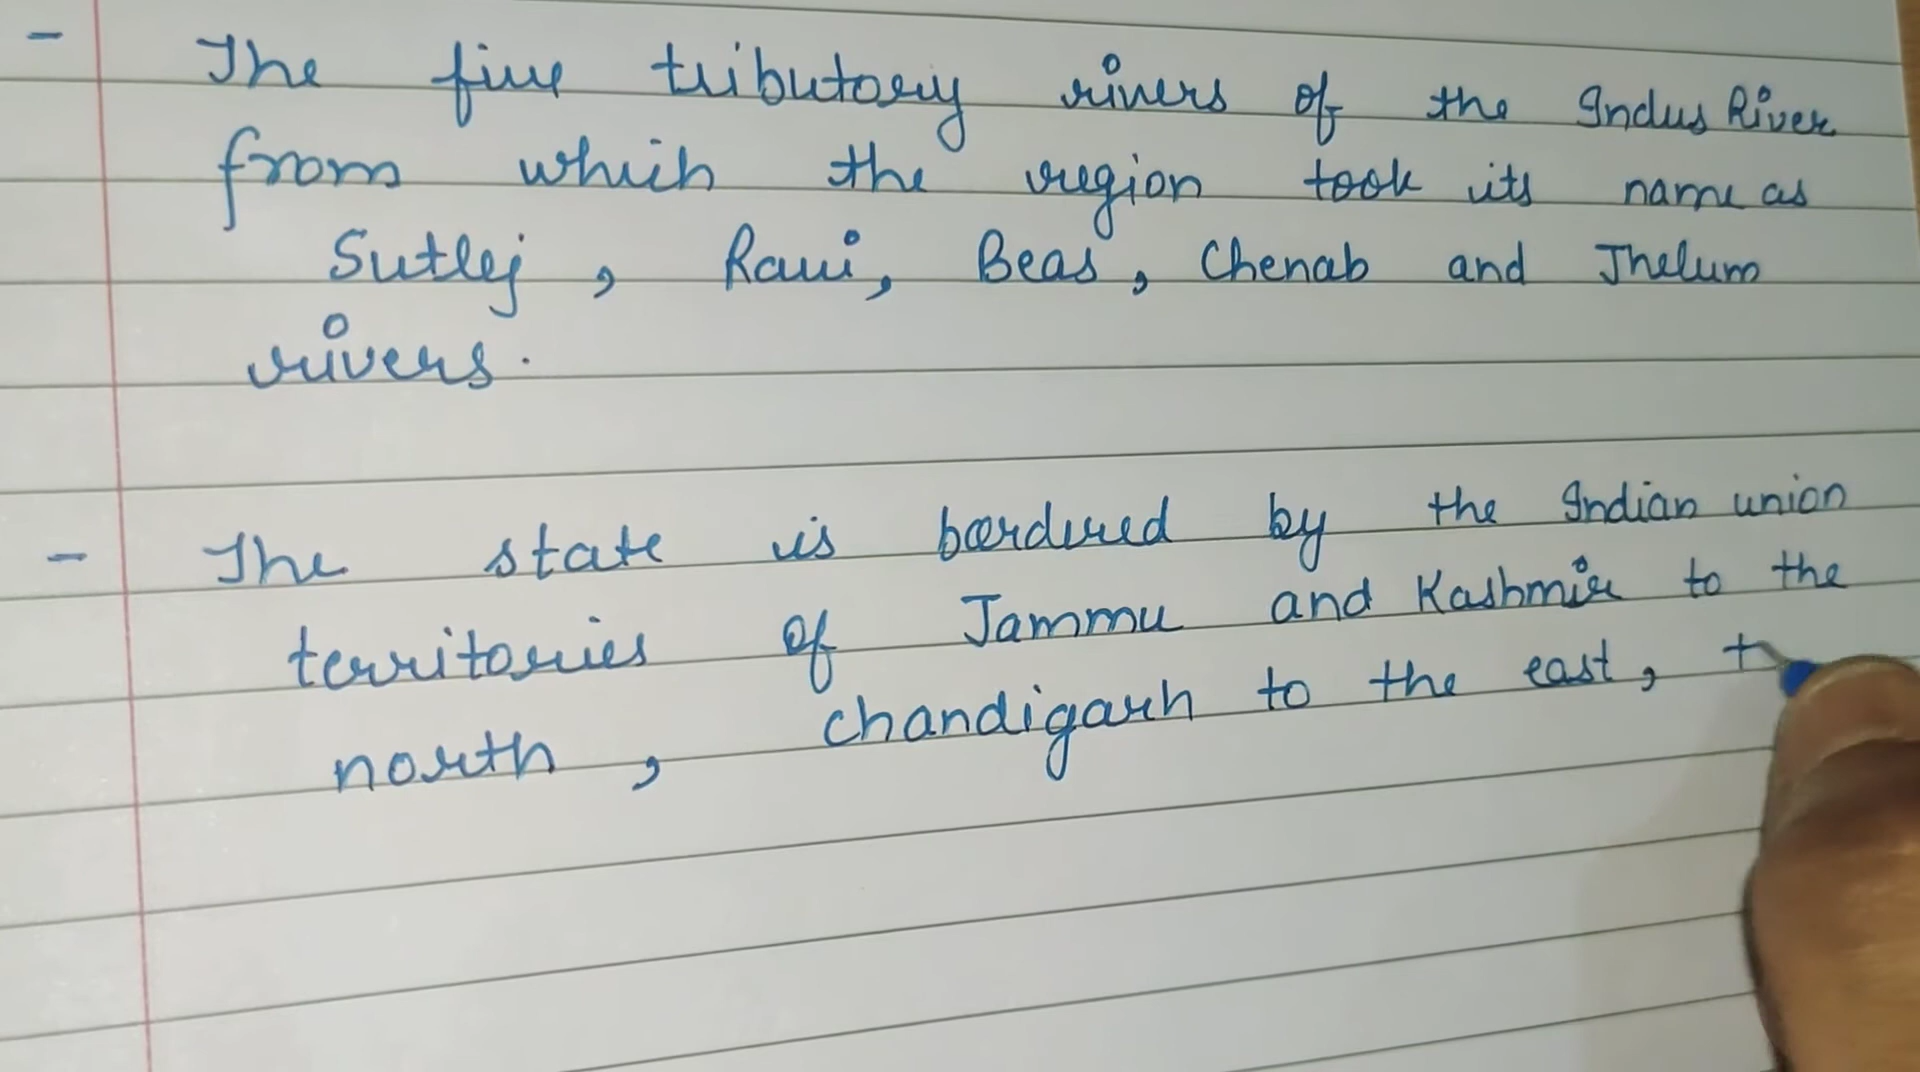 - The five tributory rivers of the Indus River
from which the region took its name as
Sutlej, Ravi, Beas, Chenab and Jhelum
rivers.
- The state is bordered by the Indian union
territories of Jammu and Kashmir to the
north, chandigarh to the east, t